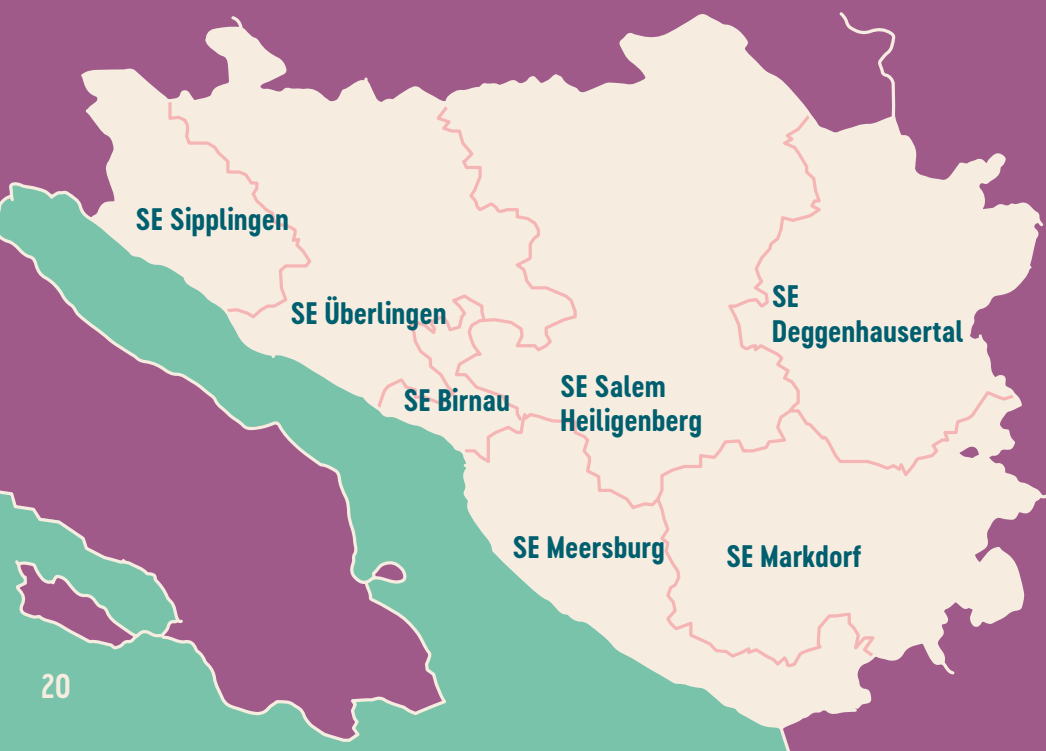 SE Sipplingen
SE Überlingen
SE
Deggenhausertal
SE Birnau
SE Salem
Heiligenberg
SE Meersburg
SE Markdorf
20